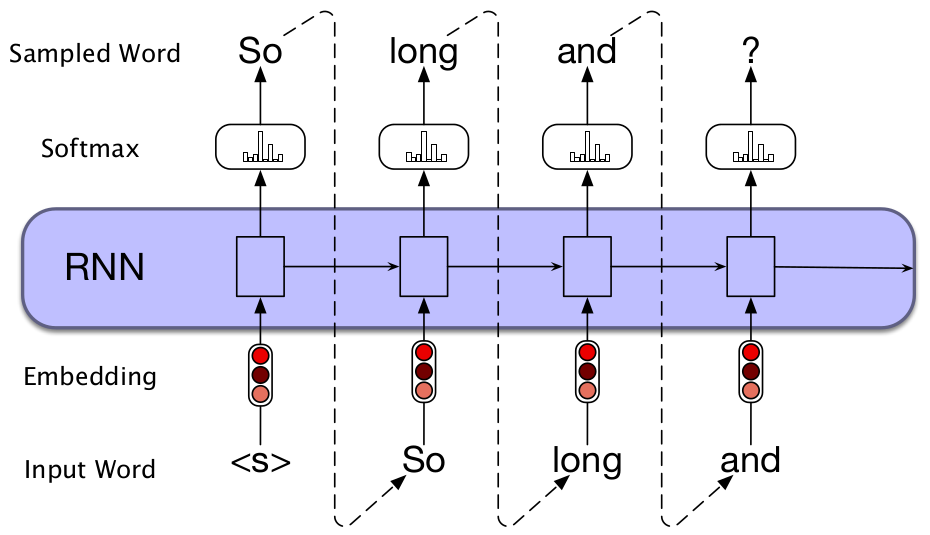 Sampled Word So long and ?
Softmax
RNN
Embedding
Input Word <s> So long and